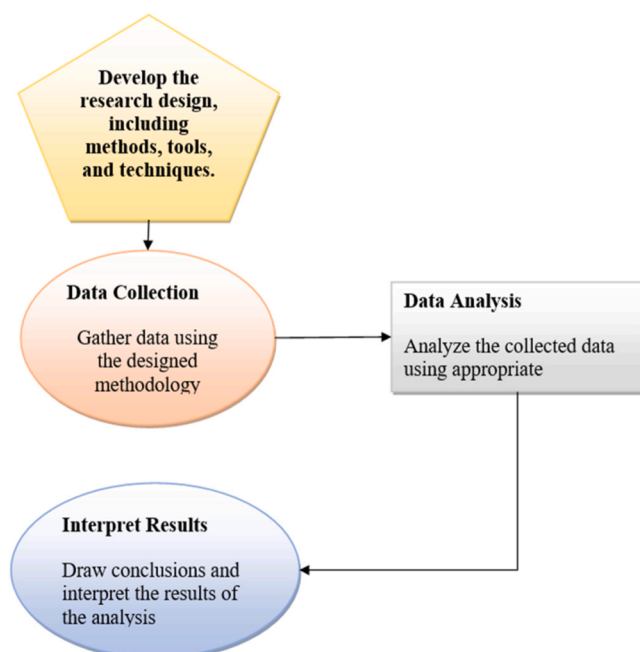 Develop the
research design,
including
methods, tools,
and techniques.
Data Collection
Gather data using
the designed
methodology
Data Analysis
Analyze the collected data
using appropriate
Interpret Results
Draw conclusions and
interpret the results of
the analysis